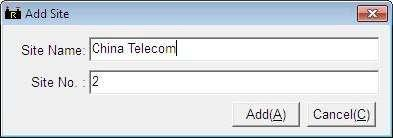 Add Site
Site Name: China Telecom
Site No. : 2
Add(A) Cancel(C)